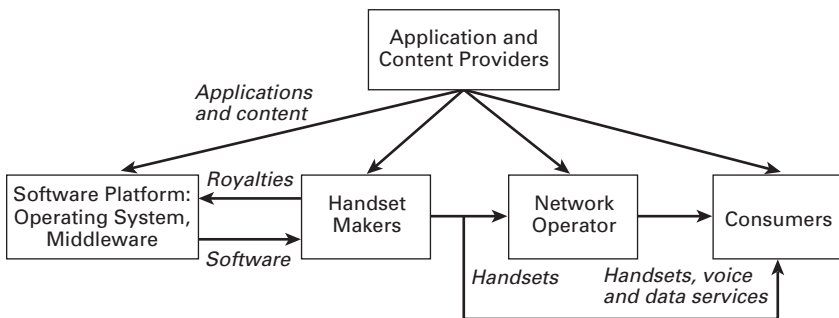 Application and
Content Providers
Applications
and content
Software Platform:
Operating System,
Middleware
Royalties
Software
Handset
Makers
Network
Operator
Consumers
Handsets
Handsets, voice
and data services